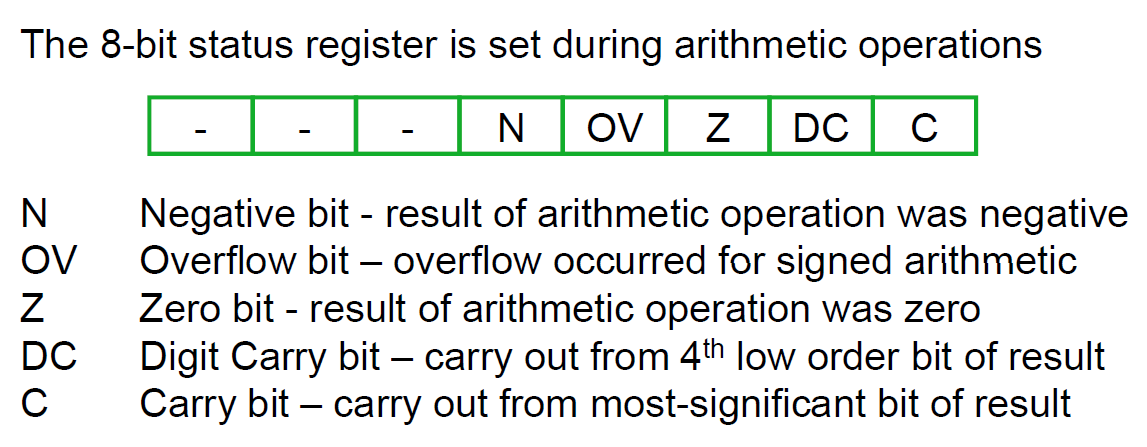 The 8-bit status register is set during arithmetic operations
- - - N OV Z DC C
N Negative bit - result of arithmetic operation was negative
OV Overflow bit – overflow occurred for signed arithmetic
Z Zero bit - result of arithmetic operation was zero
DC Digit Carry bit – carry out from 4th low order bit of result
C Carry bit – carry out from most-significant bit of result